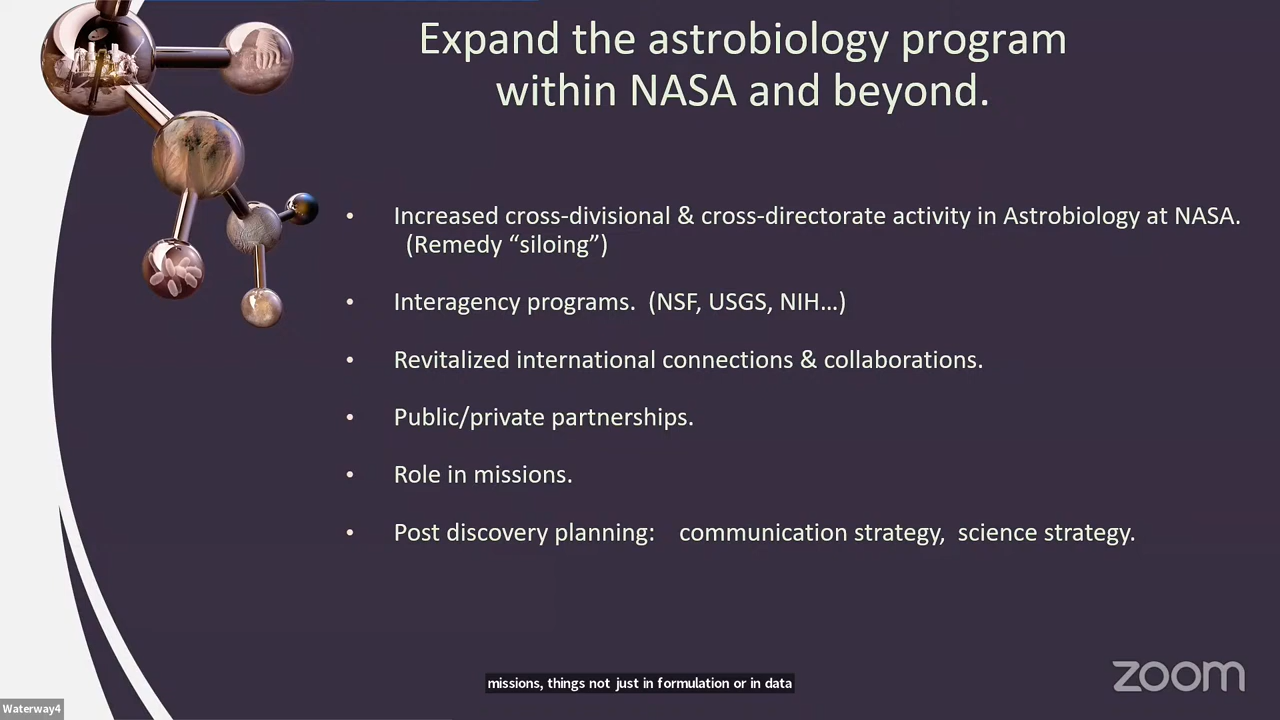 Expand the astrobiology program
within NASA and beyond.
• Increased cross-divisional & cross-directorate activity in Astrobiology at NASA.
(Remedy “siloing”)
• Interagency programs. (NSF, USGS, NIH…)
• Revitalized international connections & collaborations.
• Public/private partnerships.
• Role in missions.
• Post discovery planning: communication strategy, science strategy.
missions, things not just in formulation or in data
zoom
Waterway4